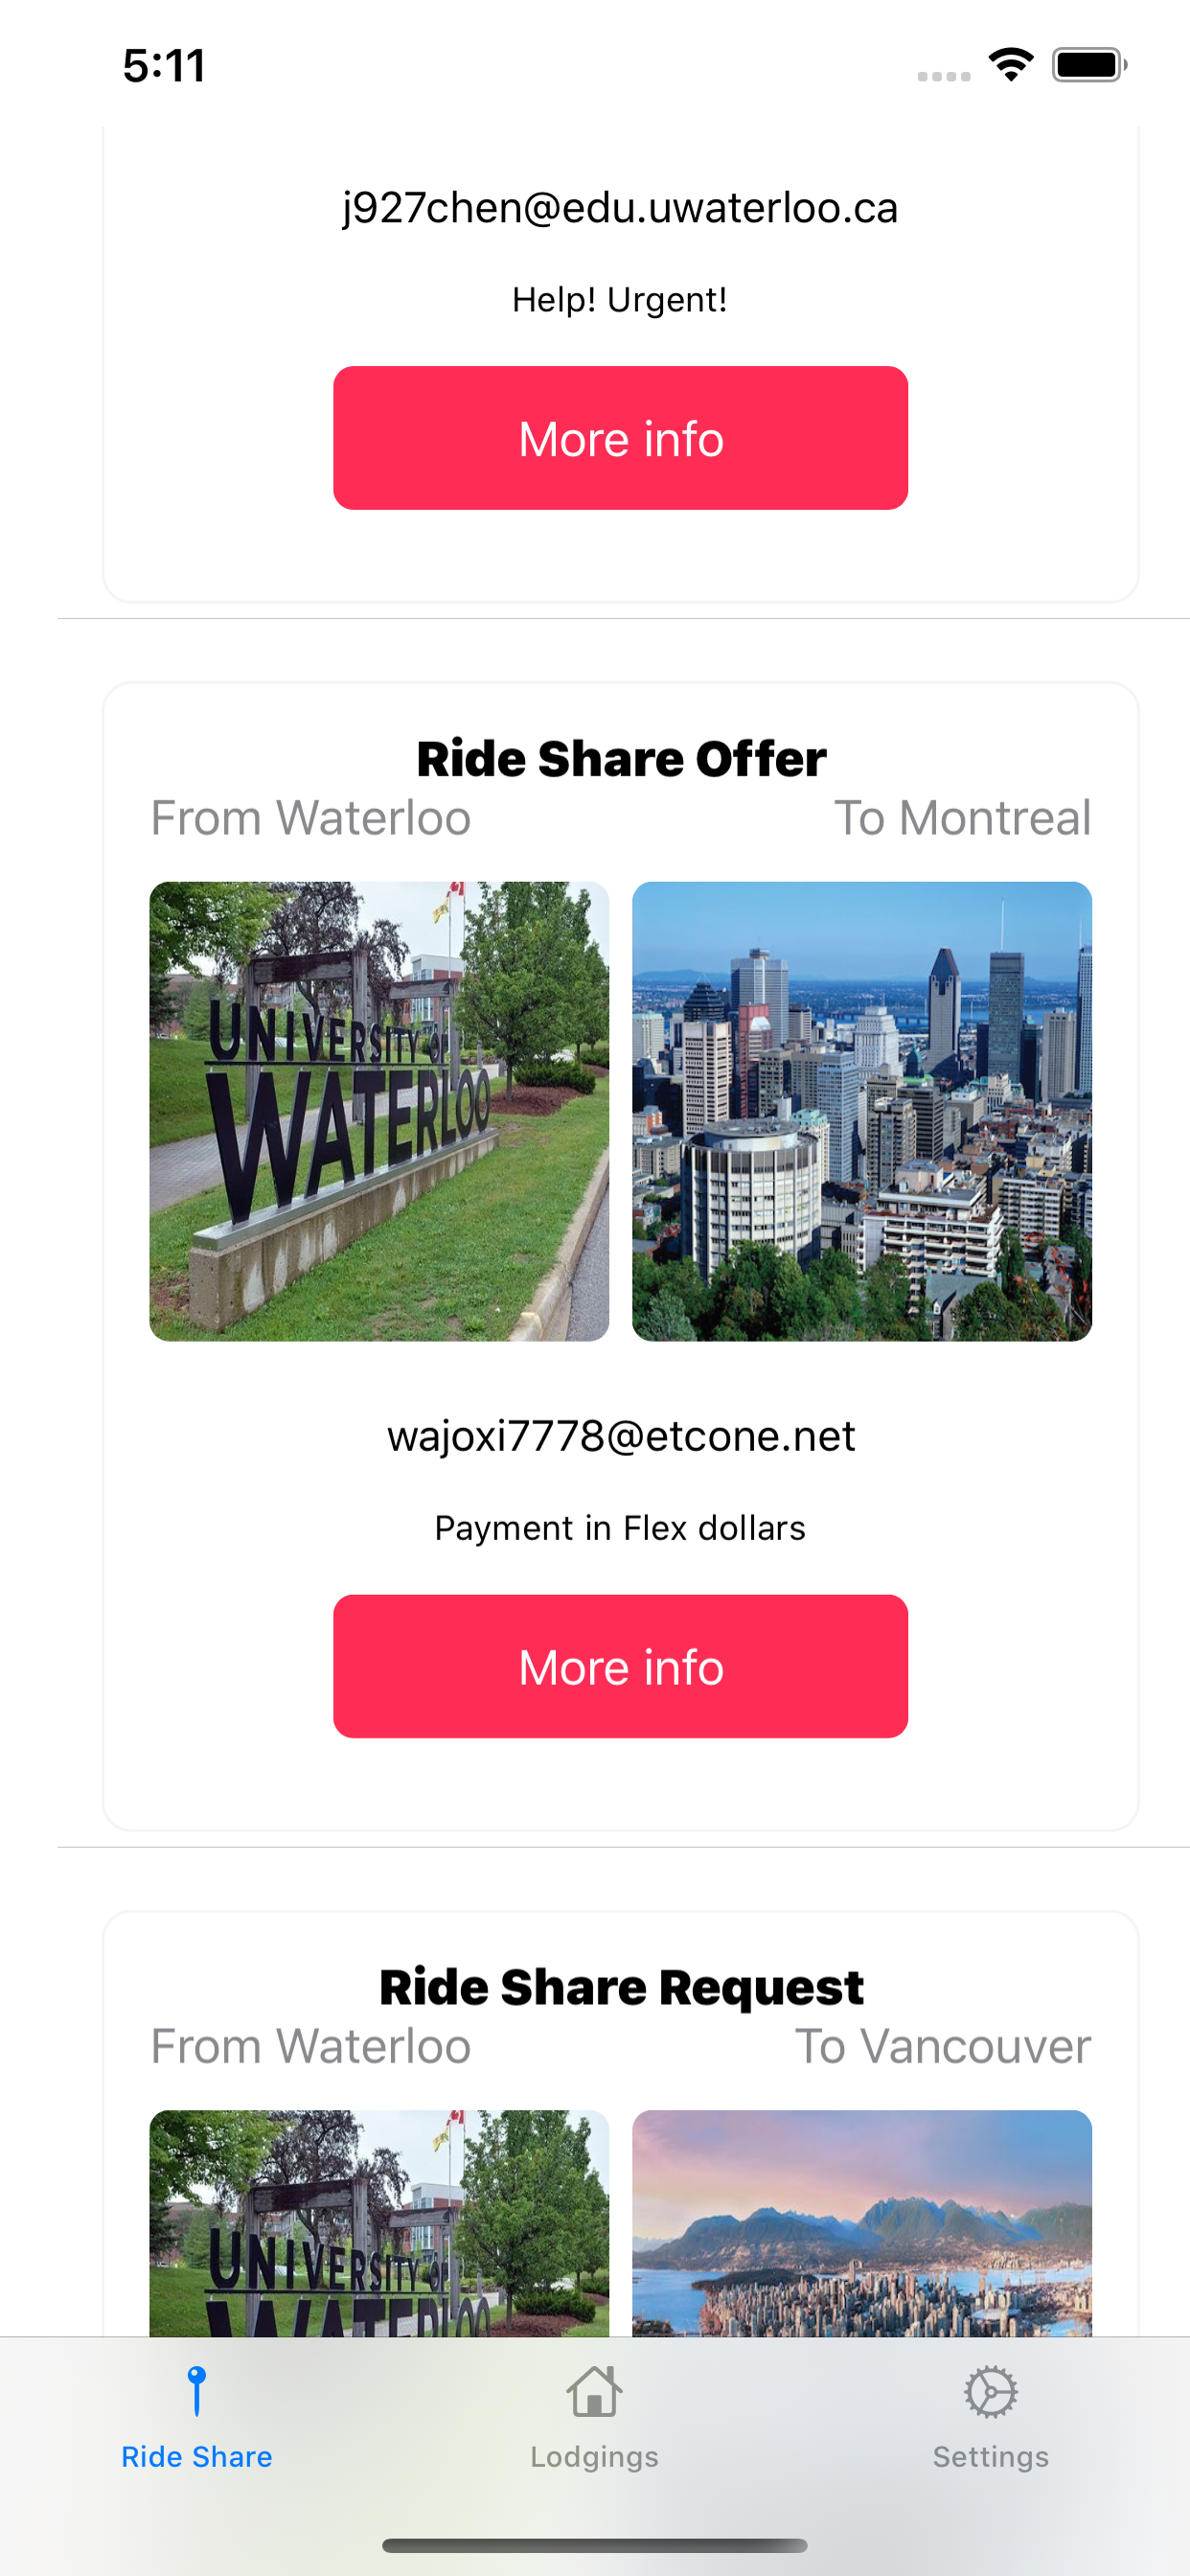 5:11
j927chen@edu.uwaterloo.ca
Help! Urgent!
More info
Ride Share Offer
From Waterloo To Montreal
UNIVERSITY OF
WATERLOO
wajoxi7778@etcone.net
Payment in Flex dollars
More info
Ride Share Request
From Waterloo To Vancouver
UNIVERSITY OF
WATERLOO
Ride Share Lodgings Settings